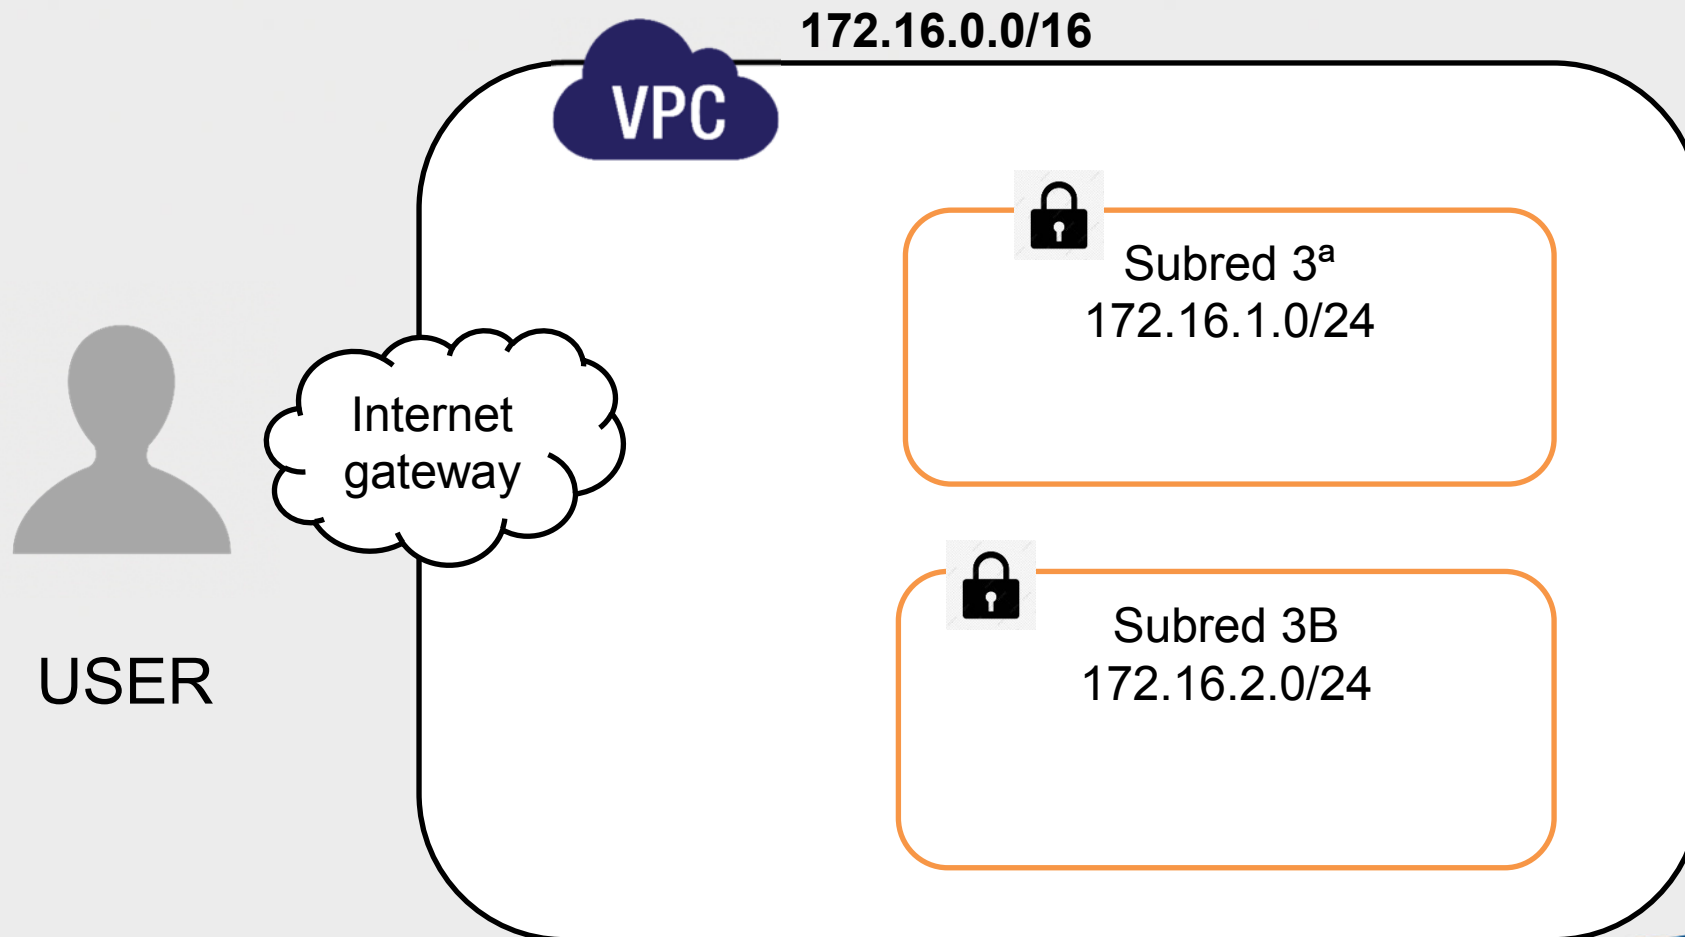 172.16.0.0/16
VPC
Subred 3ª
172.16.1.0/24
Internet
gateway
Subred 3B
172.16.2.0/24
USER